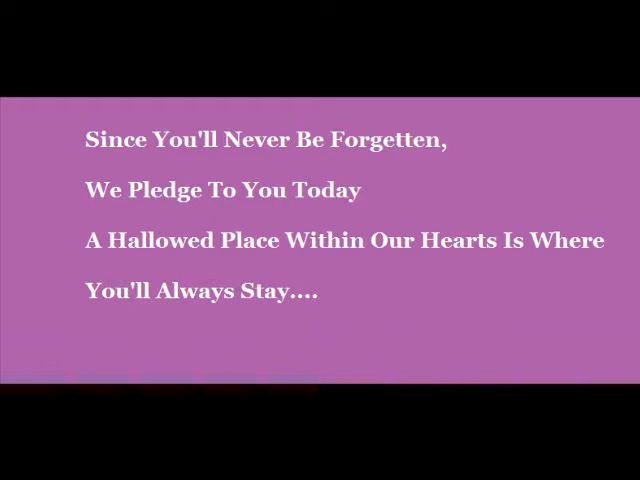 Since You'll Never Be Forgetten,
We Pledge To You Today
A Hallowed Place Within Our Hearts Is Where
You'll Always Stay....